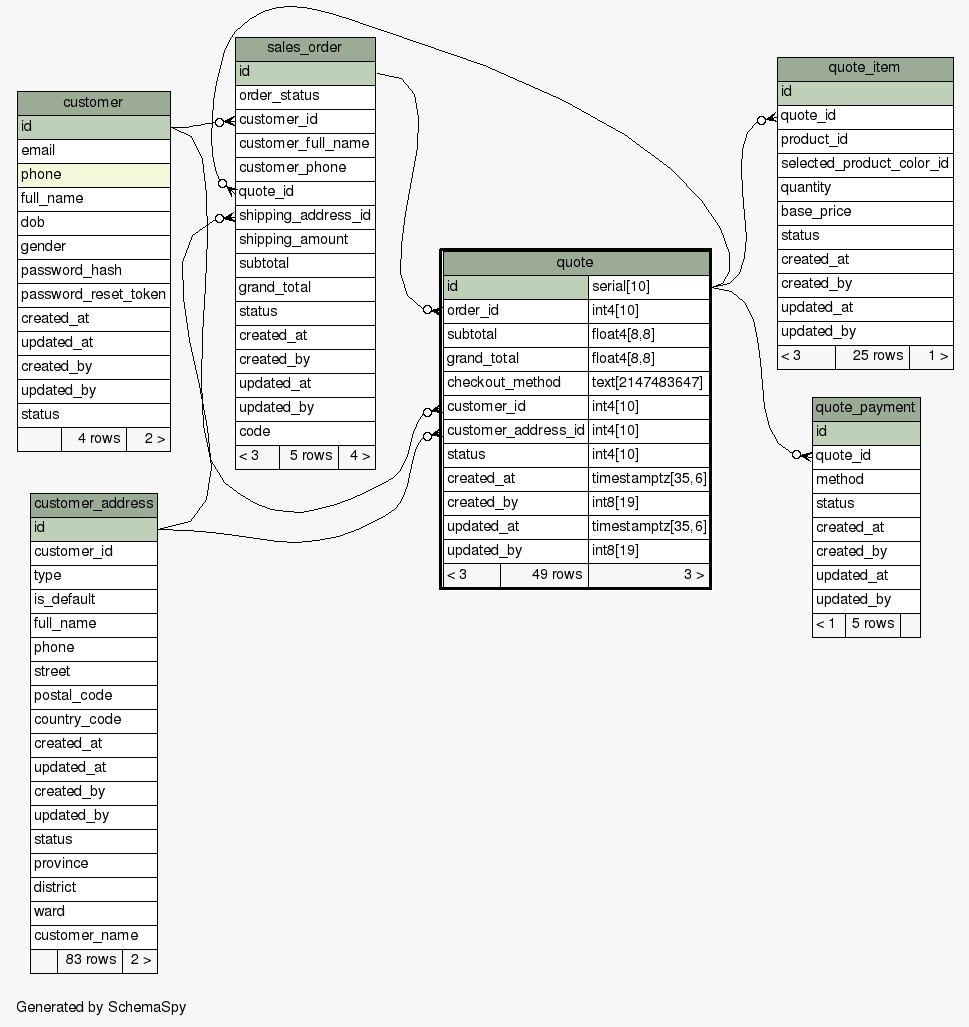 sales_order
id
order_status
customer_id
customer_full_name
customer_phone
quote_id
shipping_address_id
shipping_amount
subtotal
grand_total
status
created_at
created_by
updated_at
updated_by
code
< 3 5 rows 4 >
quote_item
id
quote_id
product_id
selected_product_color_id
quantity
base_price
status
created_at
created_by
updated_at
updated_by
< 3 25 rows 1 >
customer
id
email
phone
full_name
dob
gender
password_hash
password_reset_token
created_at
updated_at
created_by
updated_by
status
4 rows 2 >
quote
id serial[10]
order_id int4[10]
subtotal float4[8,8]
grand_total float4[8,8]
checkout_method text[2147483647]
customer_id int4[10]
customer_address_id int4[10]
status int4[10]
created_at timestamptz[35,6]
created_by int8[19]
updated_at timestamptz[35,6]
updated_by int8[19]
< 3 49 rows 3 >
quote_payment
id
quote_id
method
status
created_at
created_by
updated_at
updated_by
< 1 5 rows
customer_address
id
customer_id
type
is_default
full_name
phone
street
postal_code
country_code
created_at
updated_at
created_by
updated_by
status
province
district
ward
customer_name
83 rows 2 >
Generated by SchemaSpy